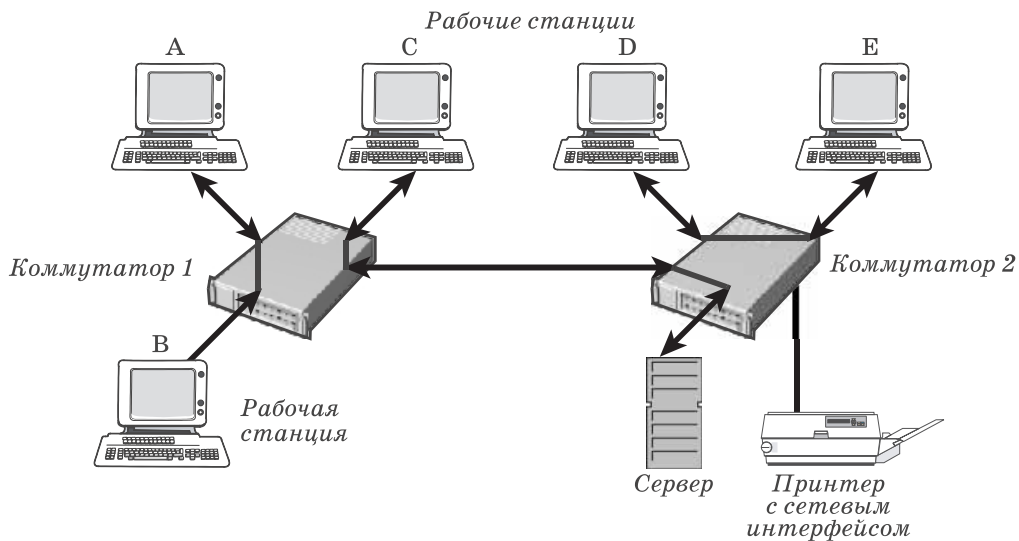 Рабочие станции
A
C
D
E
Коммутатор 1
Коммутатор 2
B
Рабочая
станция
Сервер
Принтер
с сетевым
интерфейсом